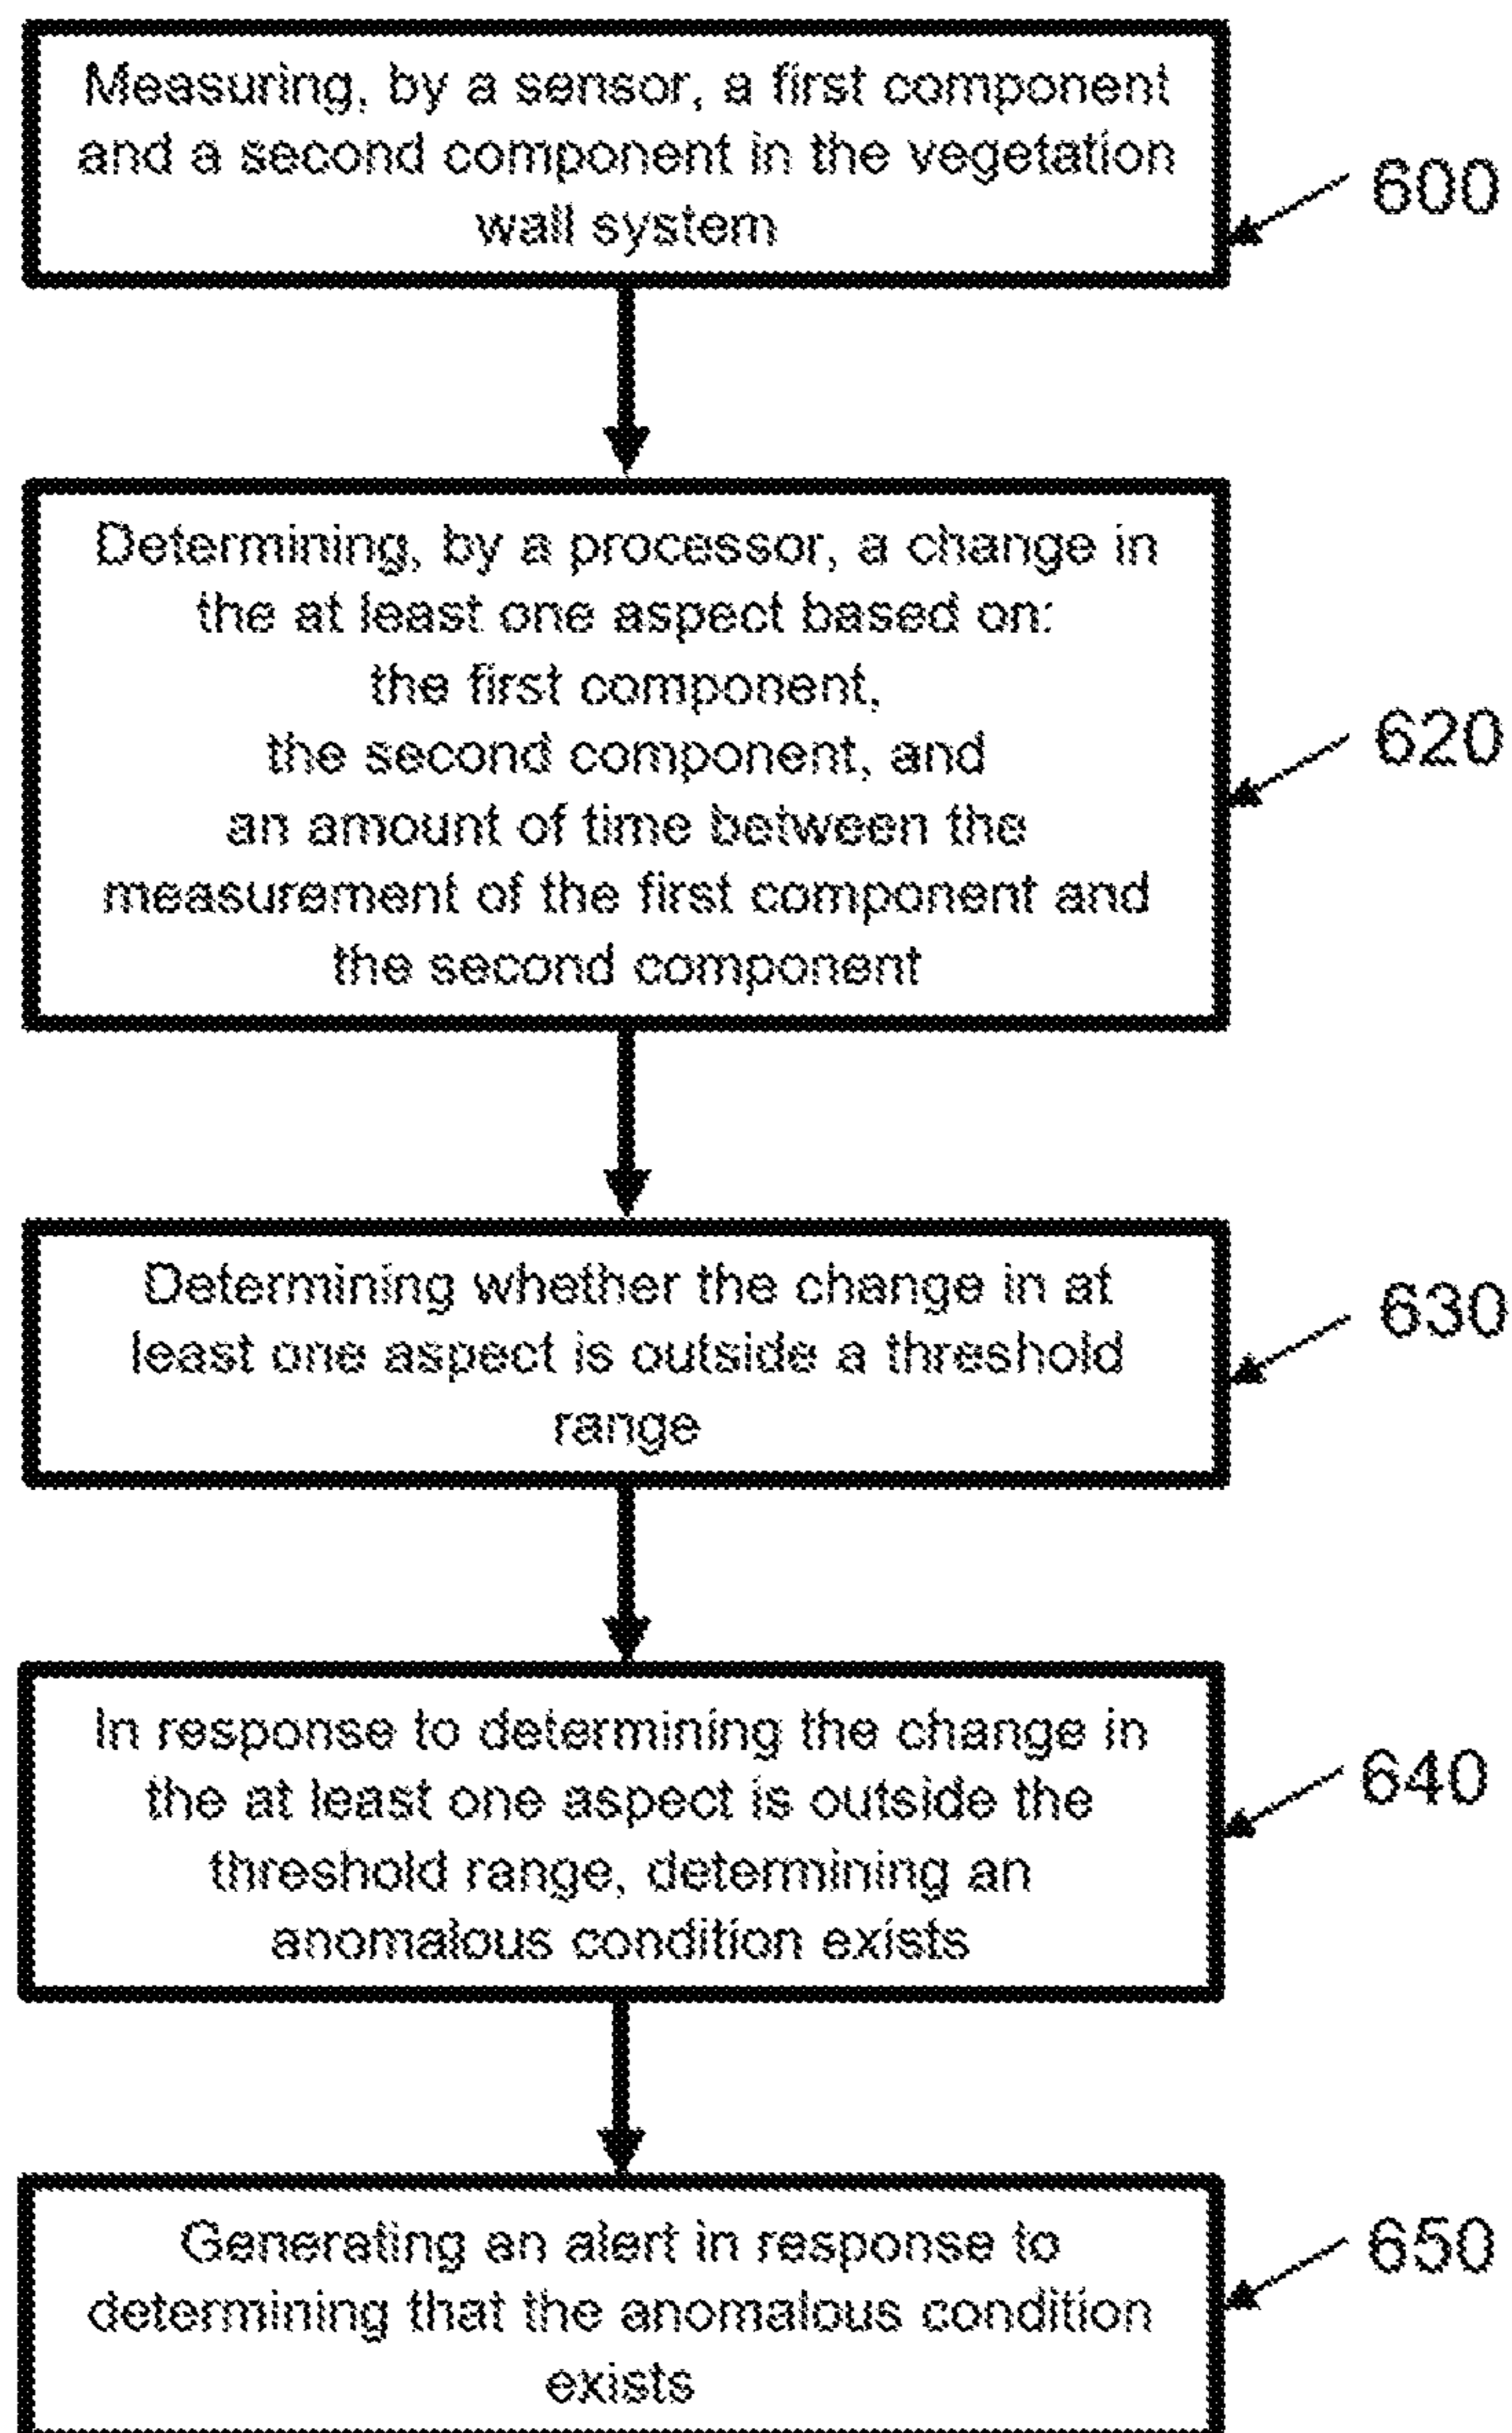 Measuring, by a sensor, a first component
and a second component in the vegetation
wall system
600
Determining, by a processor, a change in
the at least one aspect based on:
the first component,
the second component, and
an amount of time between the
measurement of the first component and
the second component
620
Determining whether the change in at
least one aspect is outside a threshold
range
630
In response to determining the change in
the at least one aspect is outside the
threshold range, determining an
anomalous condition exists
640
Generating an alert in response to
determining that the anomalous condition
exists
650